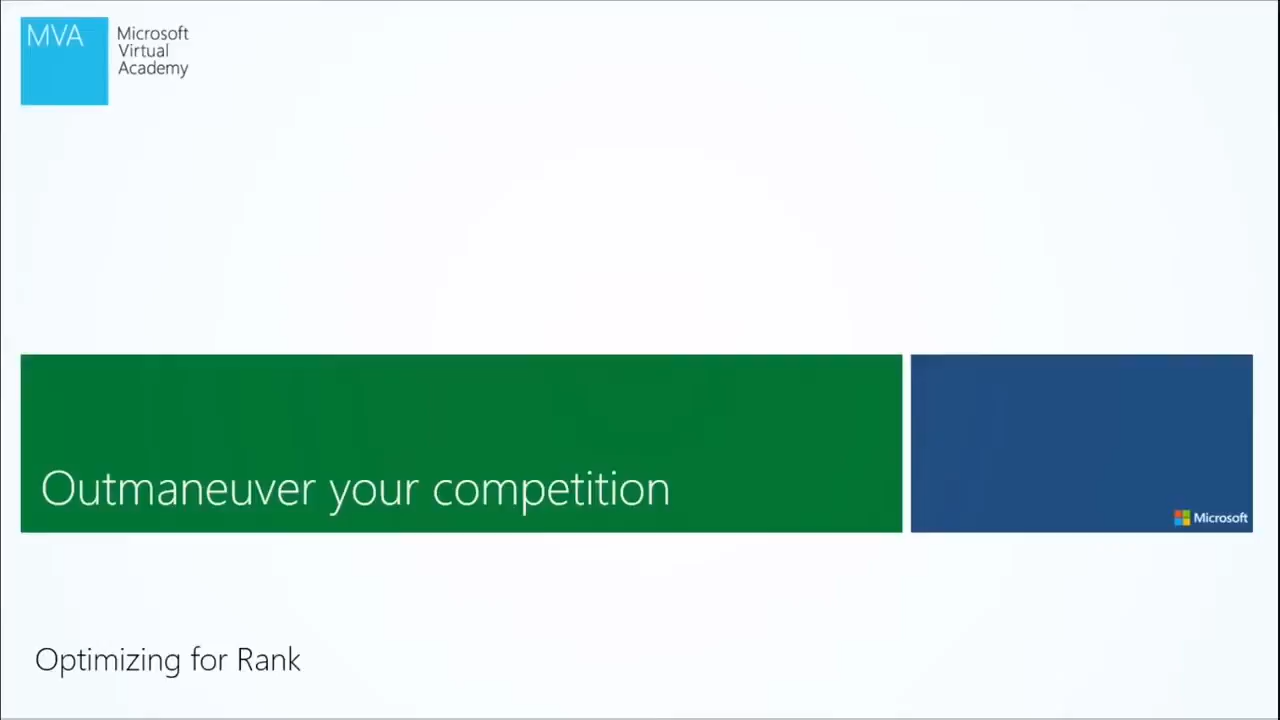 MVA
Microsoft
Virtual
Academy
Outmaneuver your competition
Microsoft
Optimizing for Rank